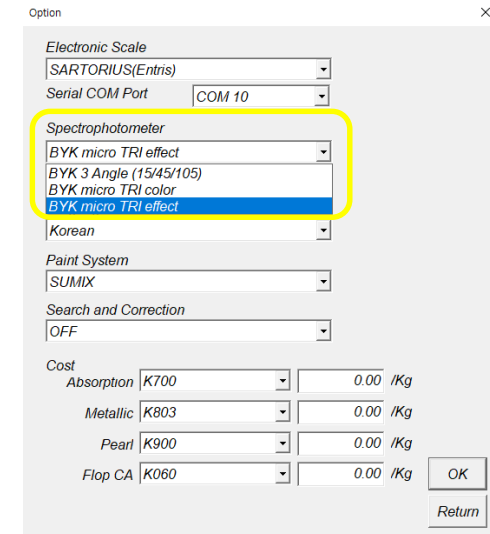 Option
Electronic Scale
SARTORIUS(Entris)
Serial COM Port COM 10
Spectrophotometer
BYK micro TRI effect
BYK 3 Angle (15/45/105)
BYK micro TRI color
BYK micro TRI effect
Korean
Paint System
SUMIX
Search and Correction
OFF
Cost
Absorption K700 0.00 /Kg
Metallic K803 0.00 /Kg
Pearl K900 0.00 /Kg
Flop CA K060 0.00 /Kg
OK
Return